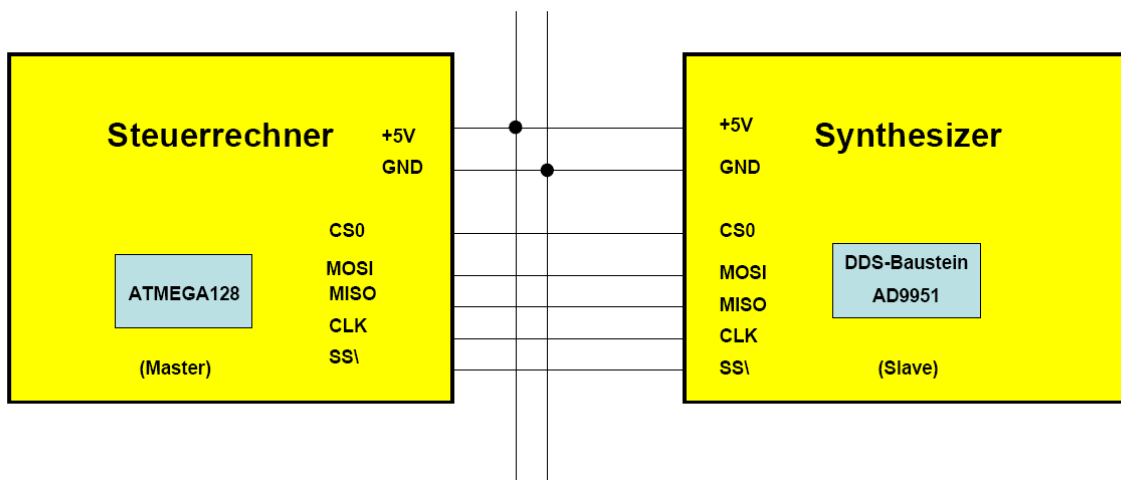 Steuerrechner
+5V
GND
CS0
MOSI
MISO
CLK
SS\
ATMEGA128
(Master)
+5V
GND
CS0
MOSI
MISO
CLK
SS\
Synthesizer
DDS-Baustein
AD9951
(Slave)